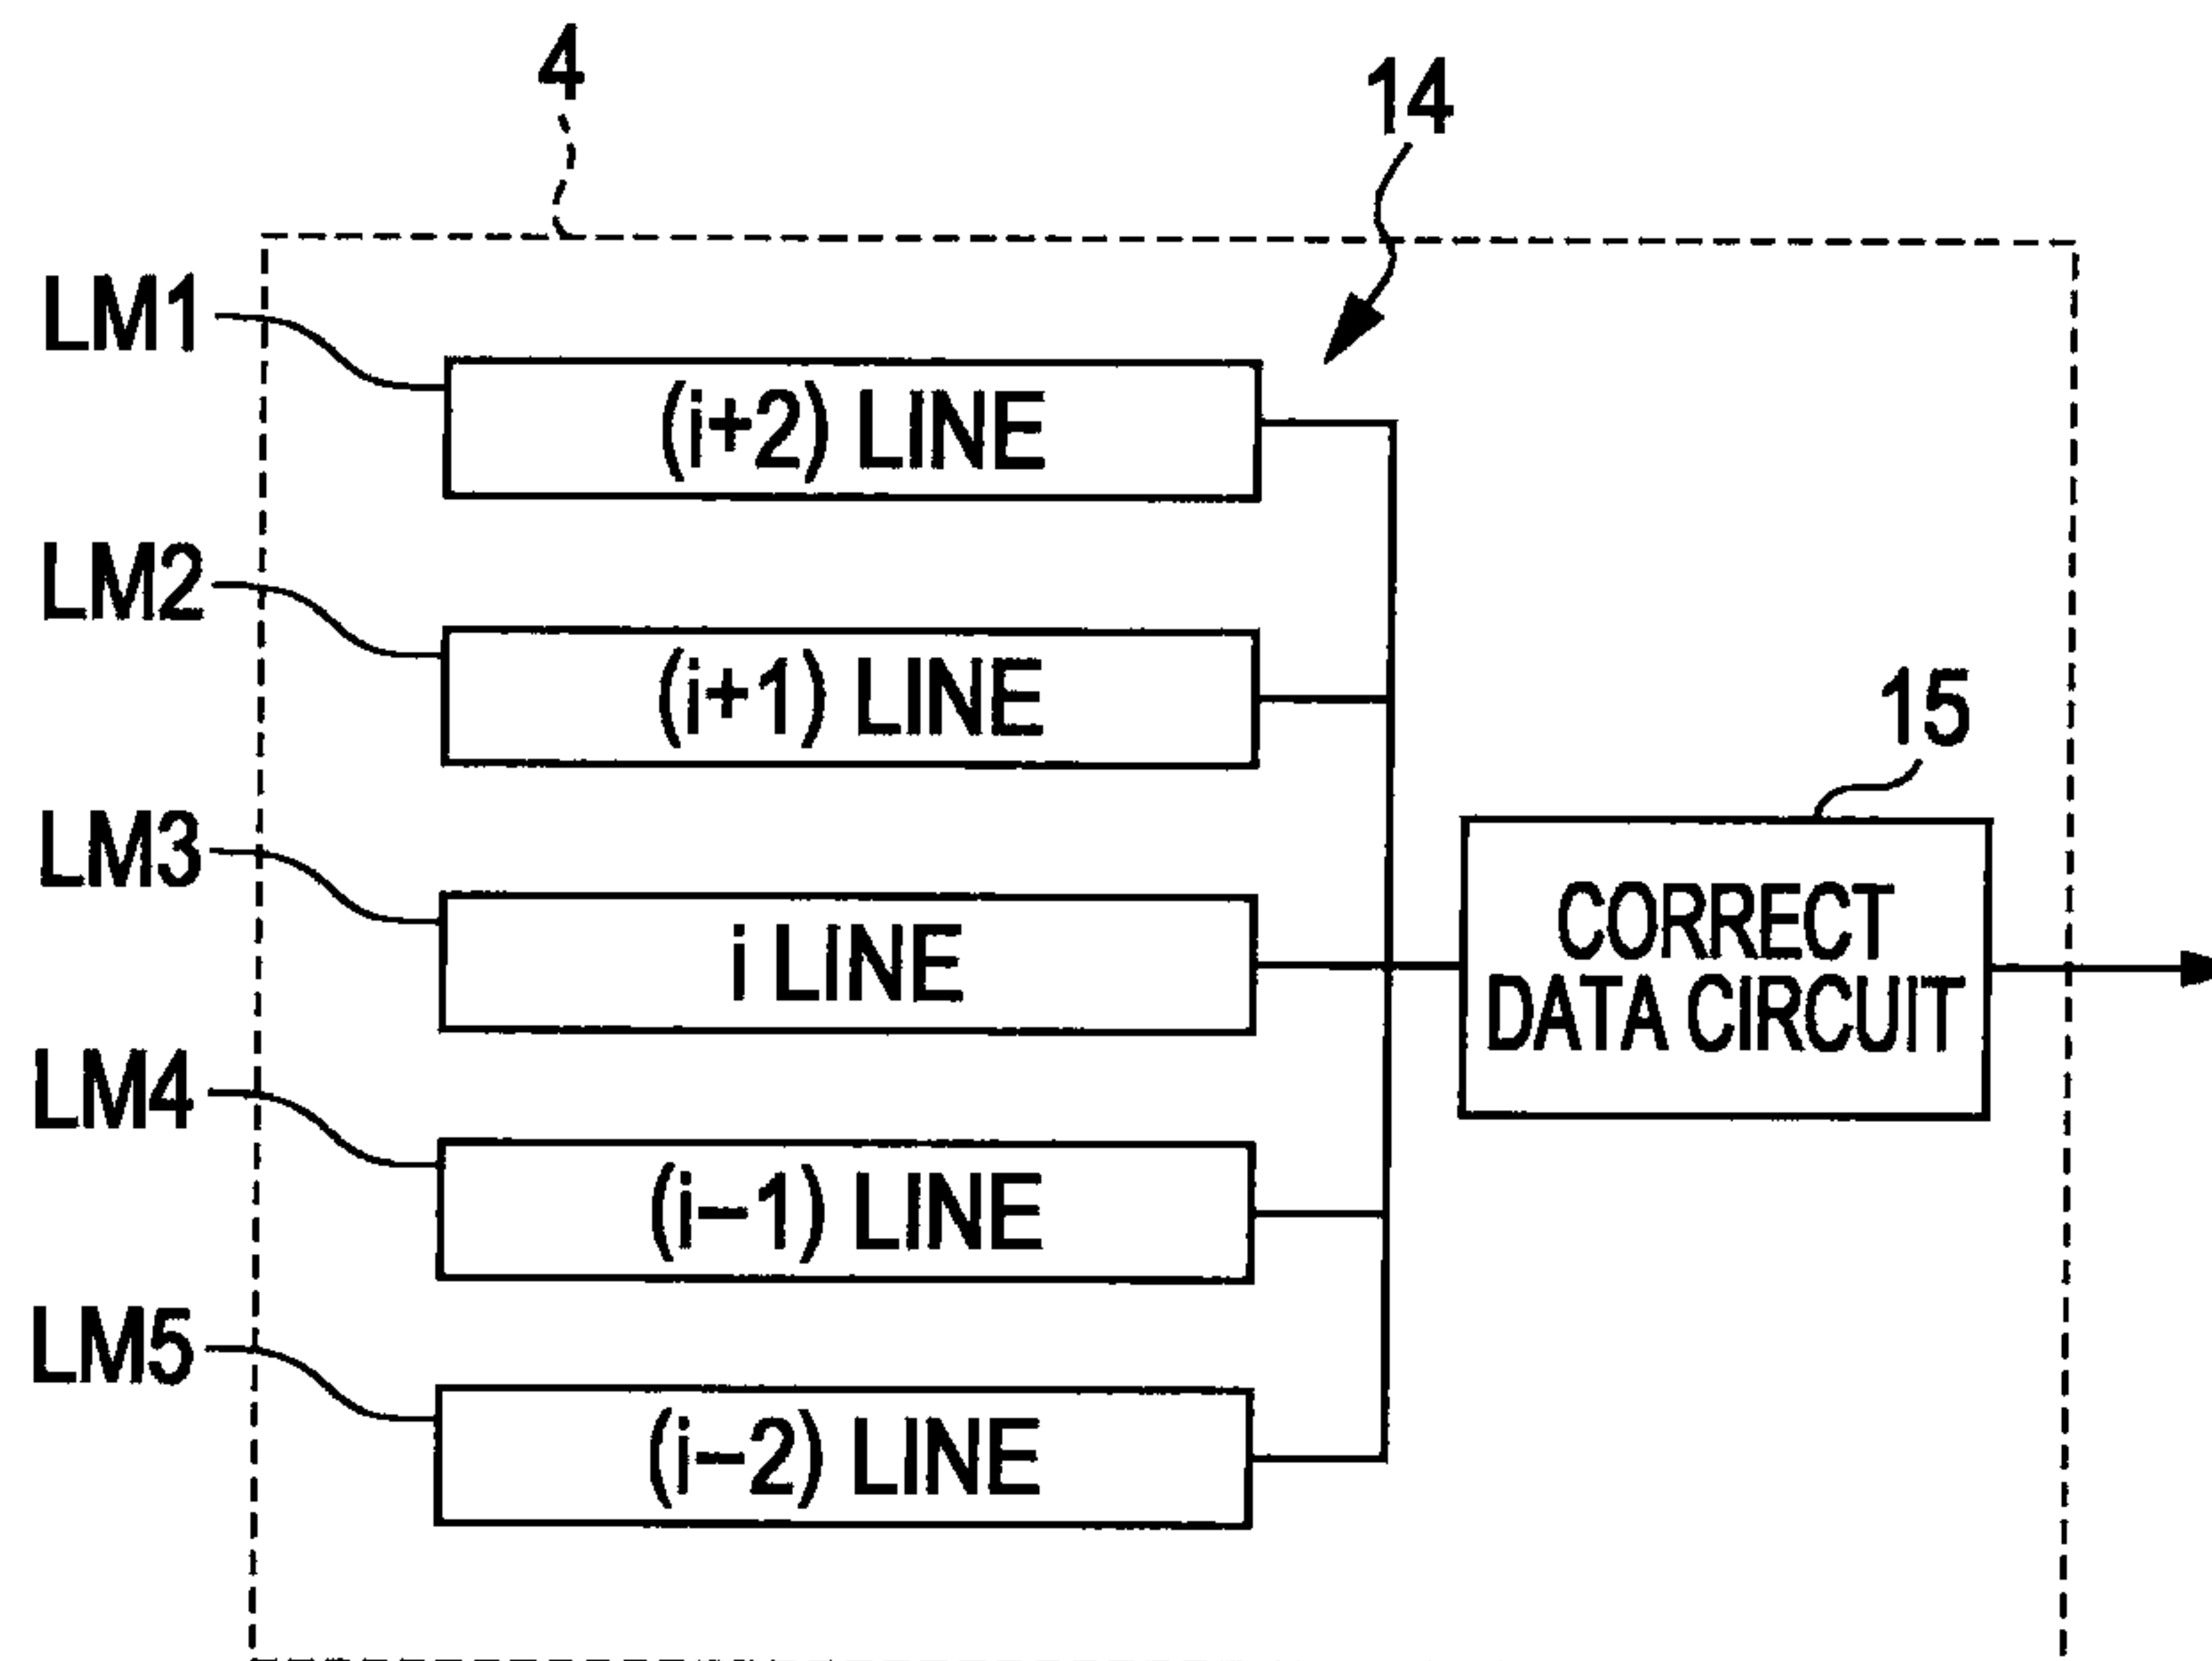 4
14
LM1
(i+2) LINE
LM2
(i+1) LINE
15
LM3
i LINE
CORRECT
DATA CIRCUIT
LM4
(i–1) LINE
LM5
(i–2) LINE